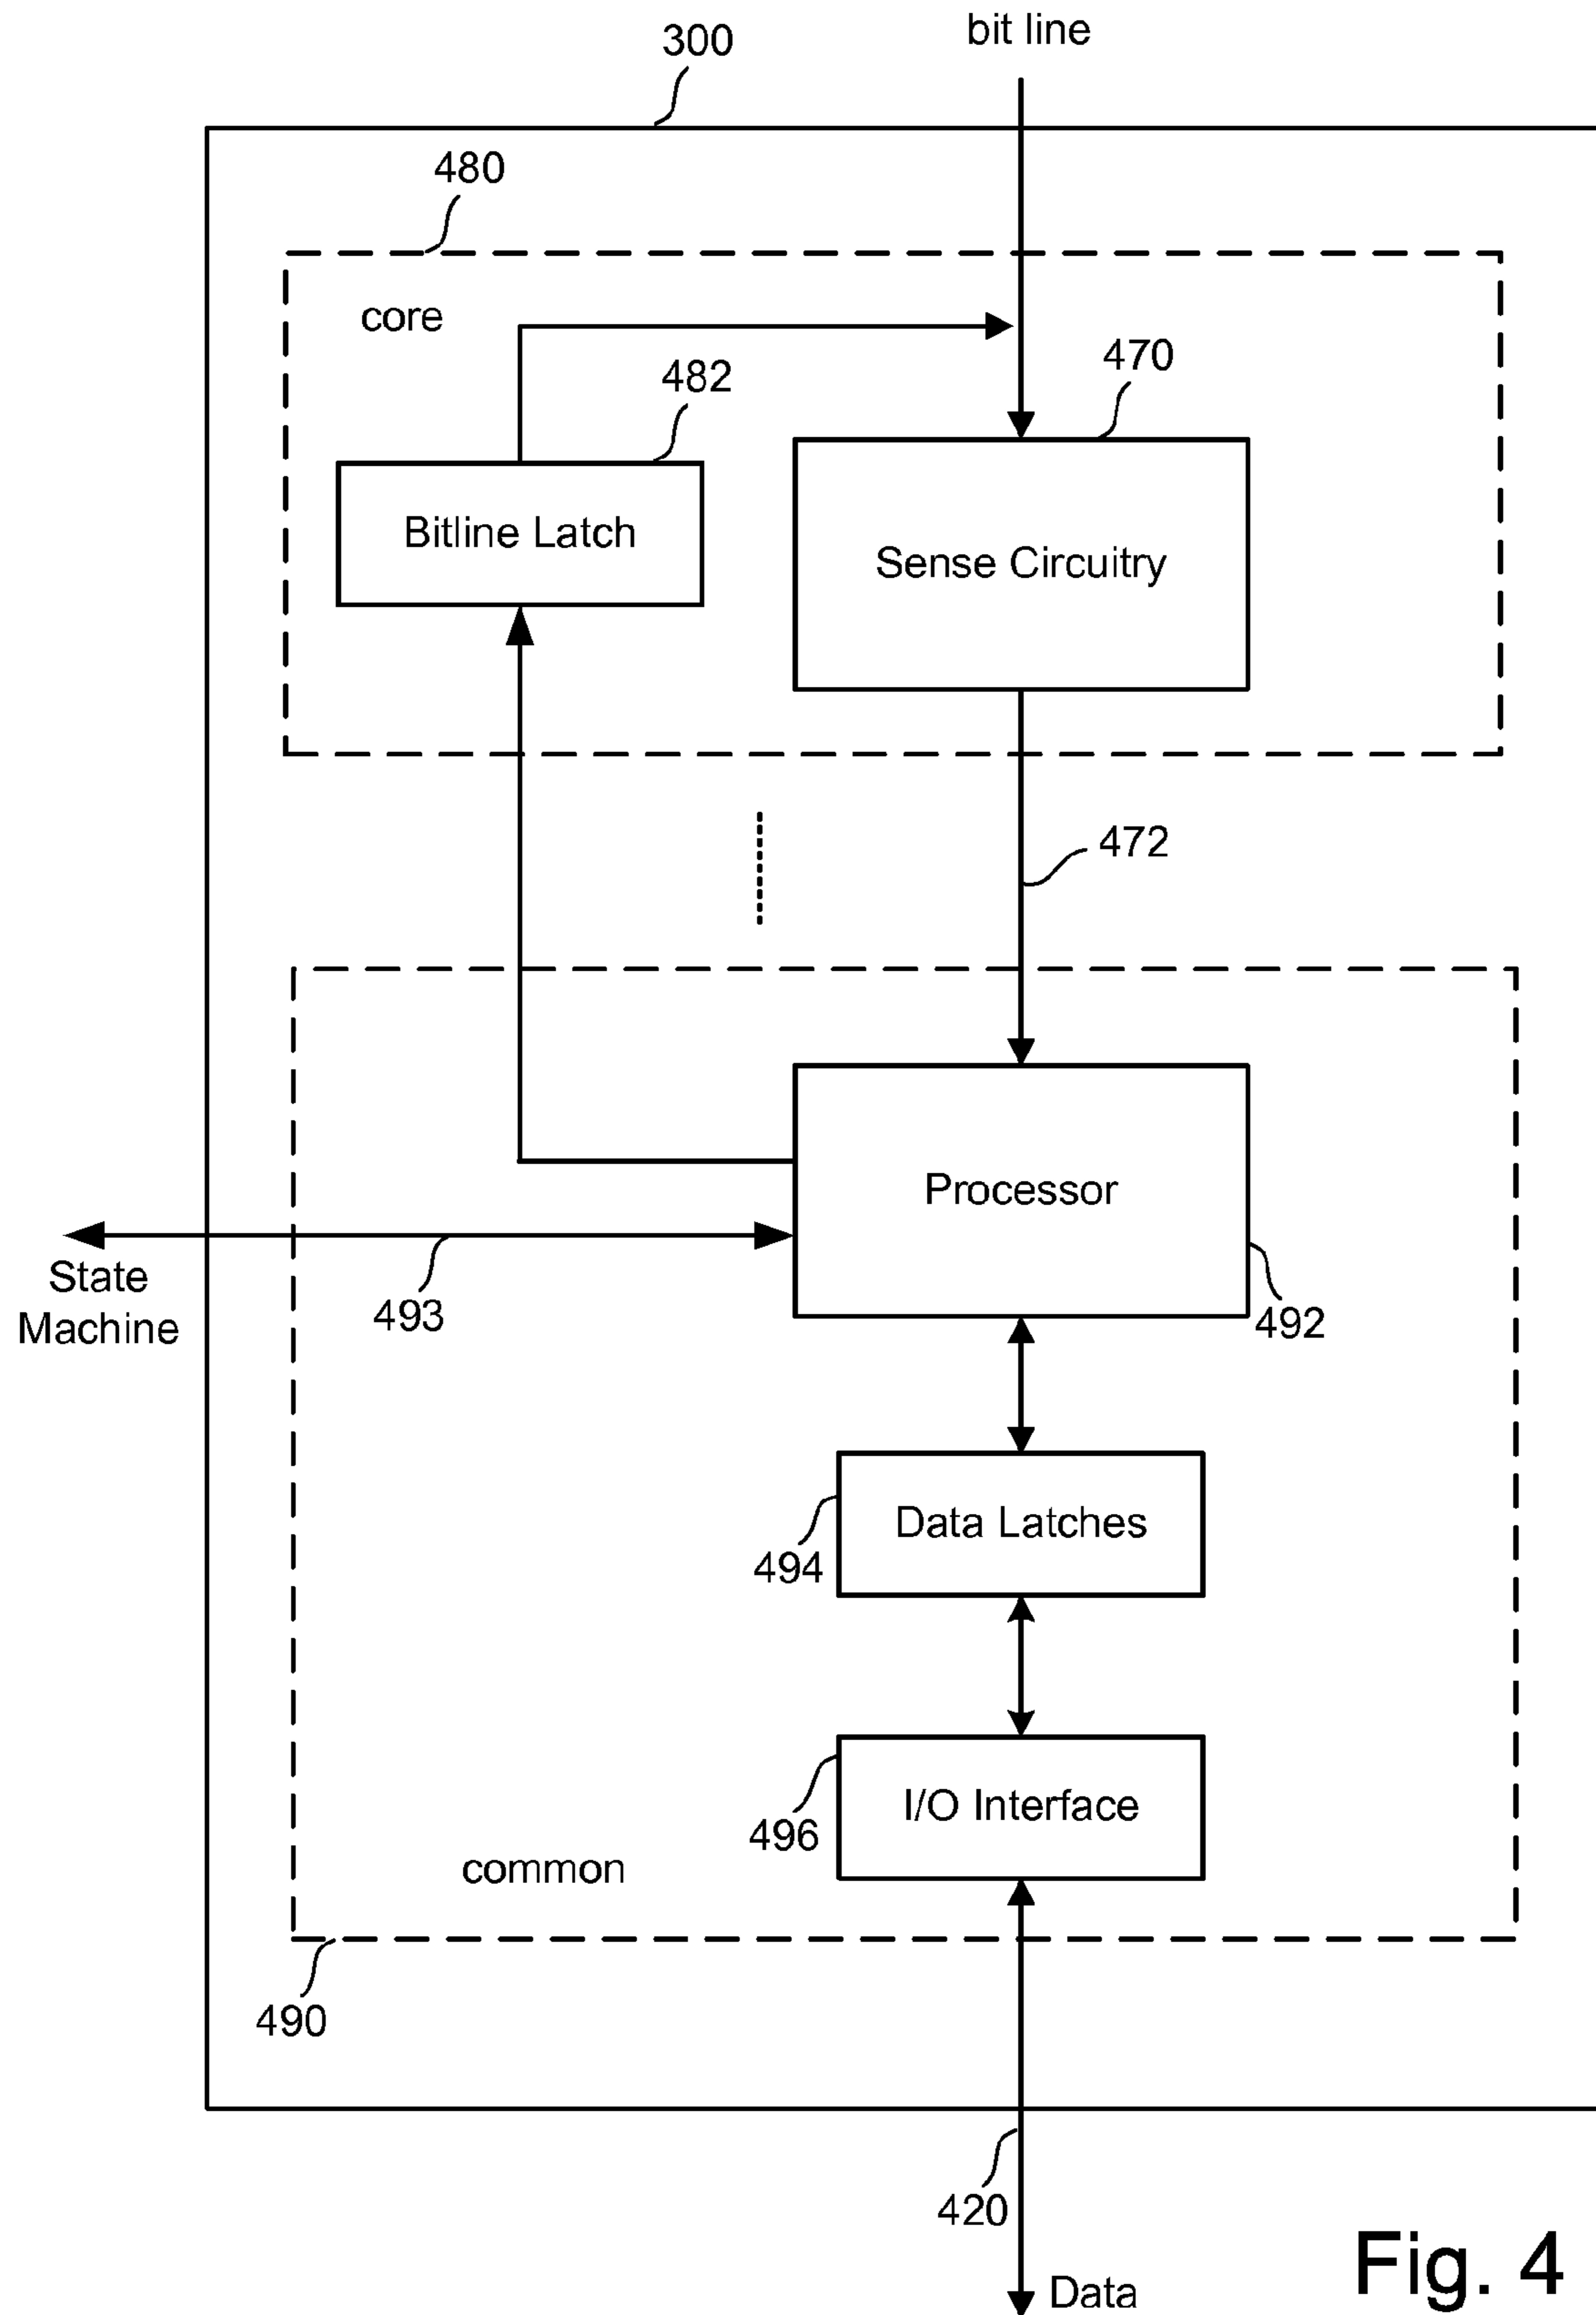 300
bit line
480
core
470
482
Bitline Latch
Sense Circuitry
472
Processor
State
Machine
493
492
Data Latches
494
I/O Interface
496
common
490
420
Data
Fig. 4